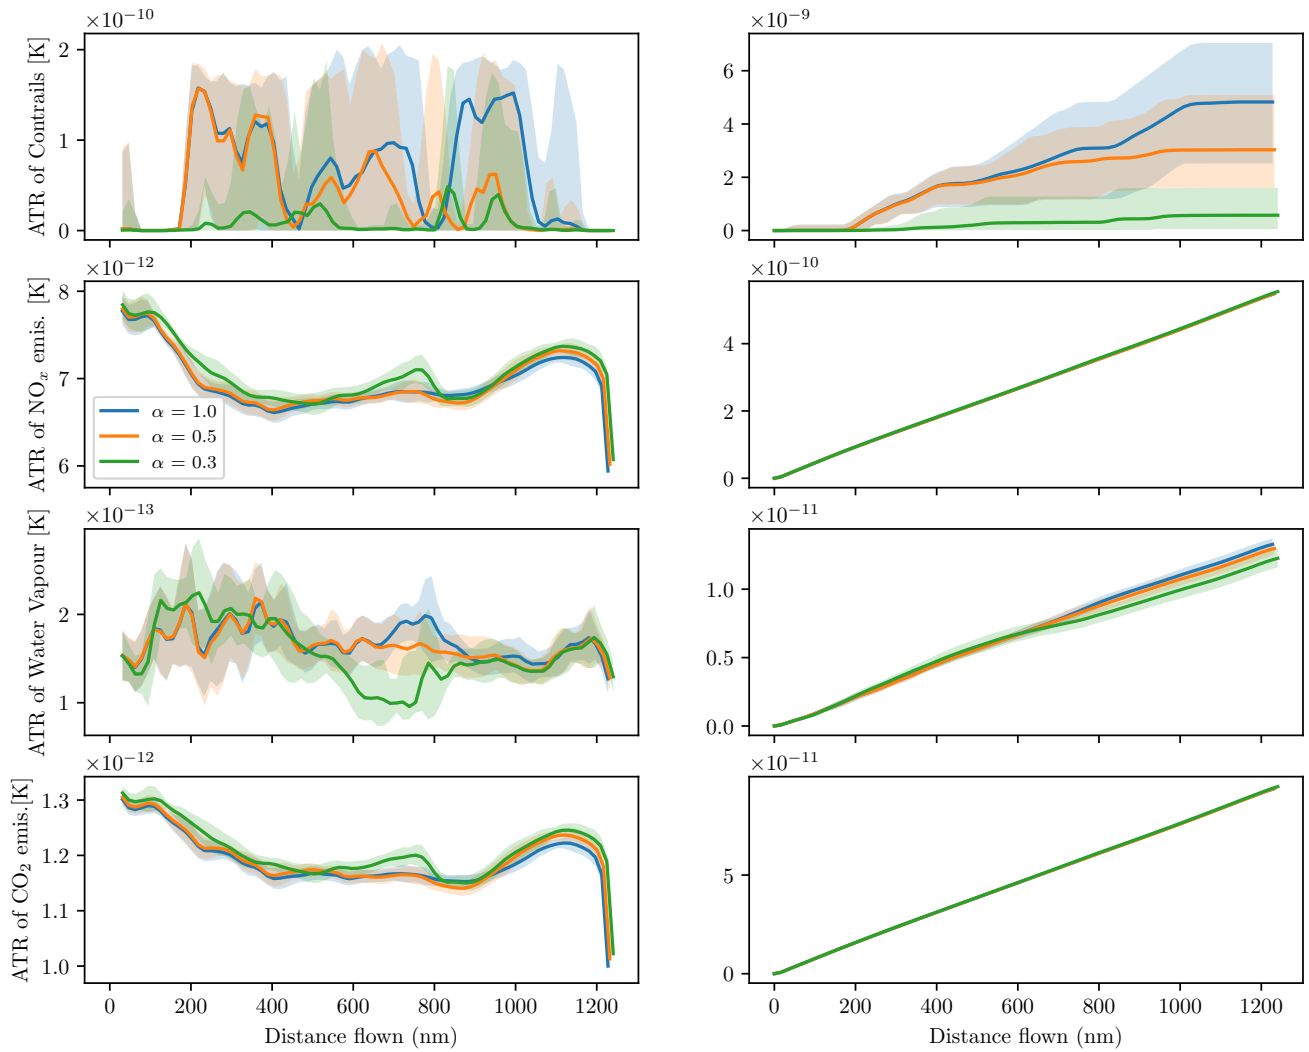 ×10⁻¹⁰
ATR of Contrails [K]
2
1
0
×10⁻⁹
6
4
2
0
×10⁻¹²
ATR of NOₓ emis. [K]
8
7
6
α = 1.0
α = 0.5
α = 0.3
×10⁻¹⁰
4
2
0
×10⁻¹³
ATR of Water Vapour [K]
2
1
×10⁻¹¹
1.0
0.5
0.0
×10⁻¹²
ATR of CO₂ emis.[K]
1.3
1.2
1.1
1.0
0 200 400 600 800 1000 1200
Distance flown (nm)
×10⁻¹¹
5
0
0 200 400 600 800 1000 1200
Distance flown (nm)